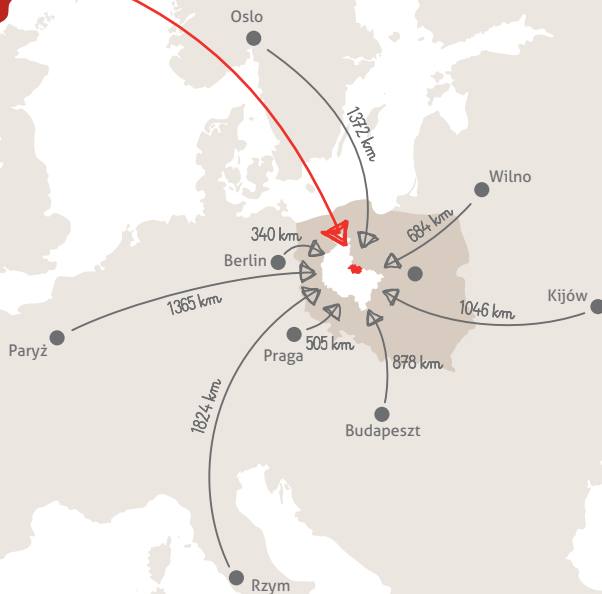 Oslo
1372 km
Wilno
684 km
340 km
Berlin
1365 km
Kijów
1046 km
Paryż
Praga
505 km
878 km
1824 km
Budapeszt
Rzym